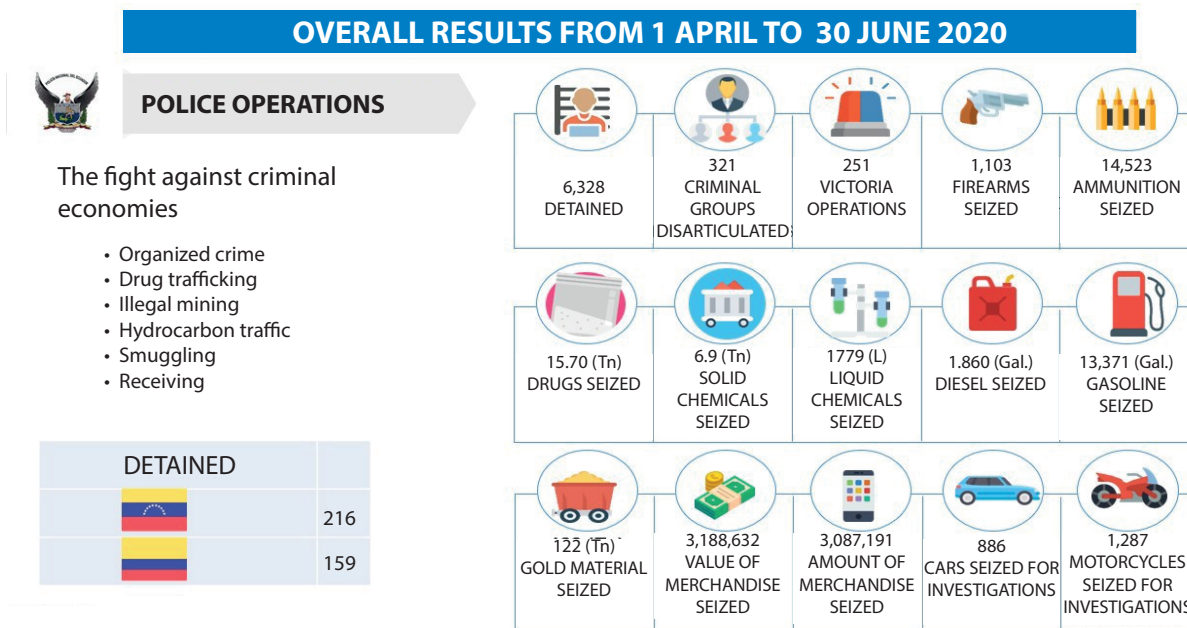 OVERALL RESULTS FROM 1 APRIL TO 30 JUNE 2020
POLICE OPERATIONS
The fight against criminal
economies
• Organized crime
• Drug trafficking
• Illegal mining
• Hydrocarbon traffic
• Smuggling
• Receiving
DETAINED
216
159
6,328
DETAINED
321
CRIMINAL
GROUPS
DISARTICULATED
251
VICTORIA
OPERATIONS
1,103
FIREARMS
SEIZED
14,523
AMMUNITION
SEIZED
15.70 (Tn)
DRUGS SEIZED
6.9 (Tn)
SOLID
CHEMICALS
SEIZED
1779 (L)
LIQUID
CHEMICALS
SEIZED
1.860 (Gal.)
DIESEL SEIZED
13,371 (Gal.)
GASOLINE
SEIZED
122 (Tn)
GOLD MATERIAL
SEIZED
3,188,632
VALUE OF
MERCHANDISE
SEIZED
3,087,191
AMOUNT OF
MERCHANDISE
SEIZED
886
CARS SEIZED FOR
INVESTIGATIONS
1,287
MOTORCYCLES
SEIZED FOR
INVESTIGATIONS